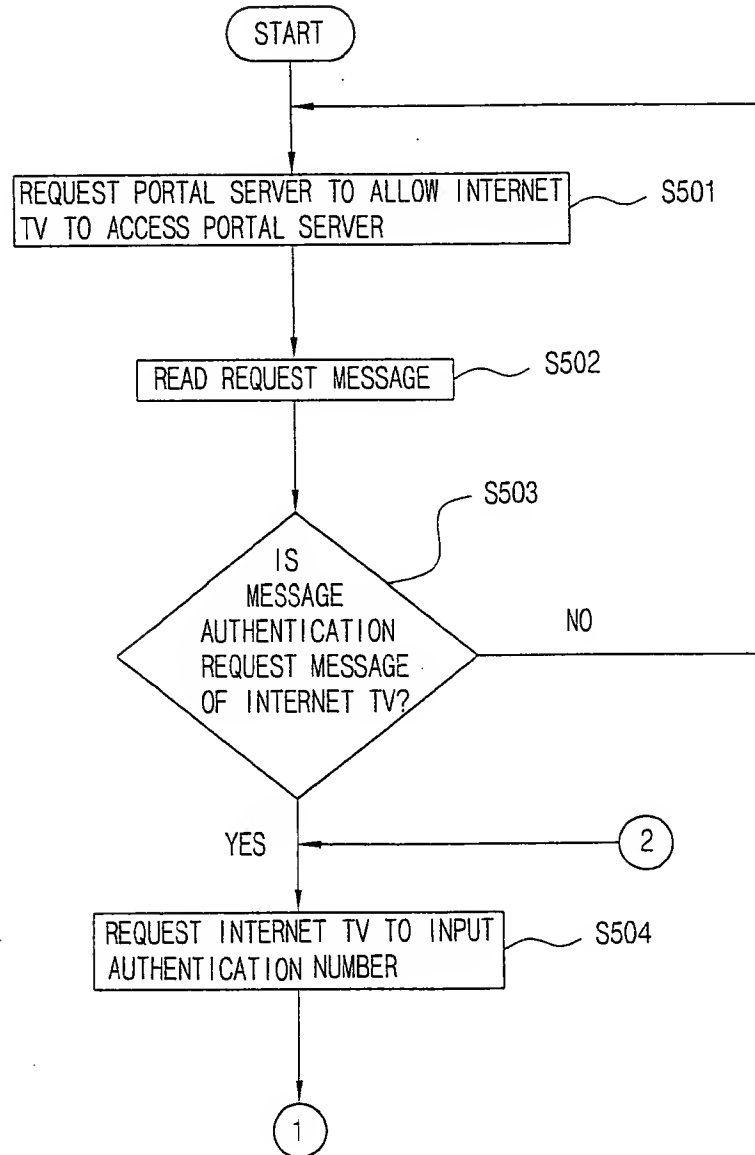 START
REQUEST PORTAL SERVER TO ALLOW INTERNET
TV TO ACCESS PORTAL SERVER
S501
READ REQUEST MESSAGE
S502
S503
IS
MESSAGE
AUTHENTICATION
REQUEST MESSAGE
OF INTERNET TV?
NO
YES
2
REQUEST INTERNET TV TO INPUT
AUTHENTICATION NUMBER
S504
1